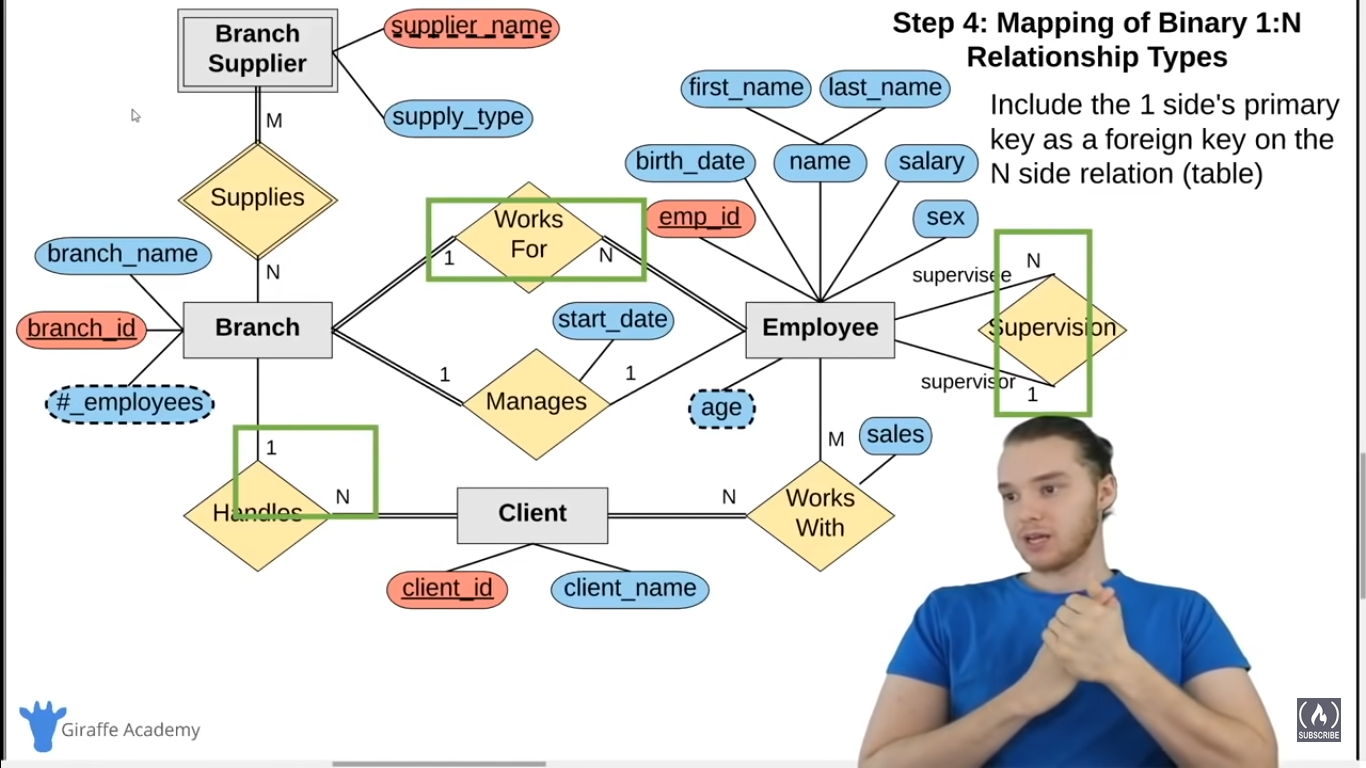 Branch
Supplier
supplier_name
supply_type
M
Supplies
N
branch_name
branch_id
#_employees
Branch
Works
For
1
N
start_date
Manages
1
1
Step 4: Mapping of Binary 1:N
Relationship Types
Include the 1 side's primary
key as a foreign key on the
N side relation (table)
first_name
last_name
birth_date
name
salary
emp_id
sex
Employee
age
supervisee
N
Supervision
supervisor
1
1
Handles
N
Client
client_id
client_name
N
M
sales
Works
With
Giraffe Academy
SUBSCRIBE